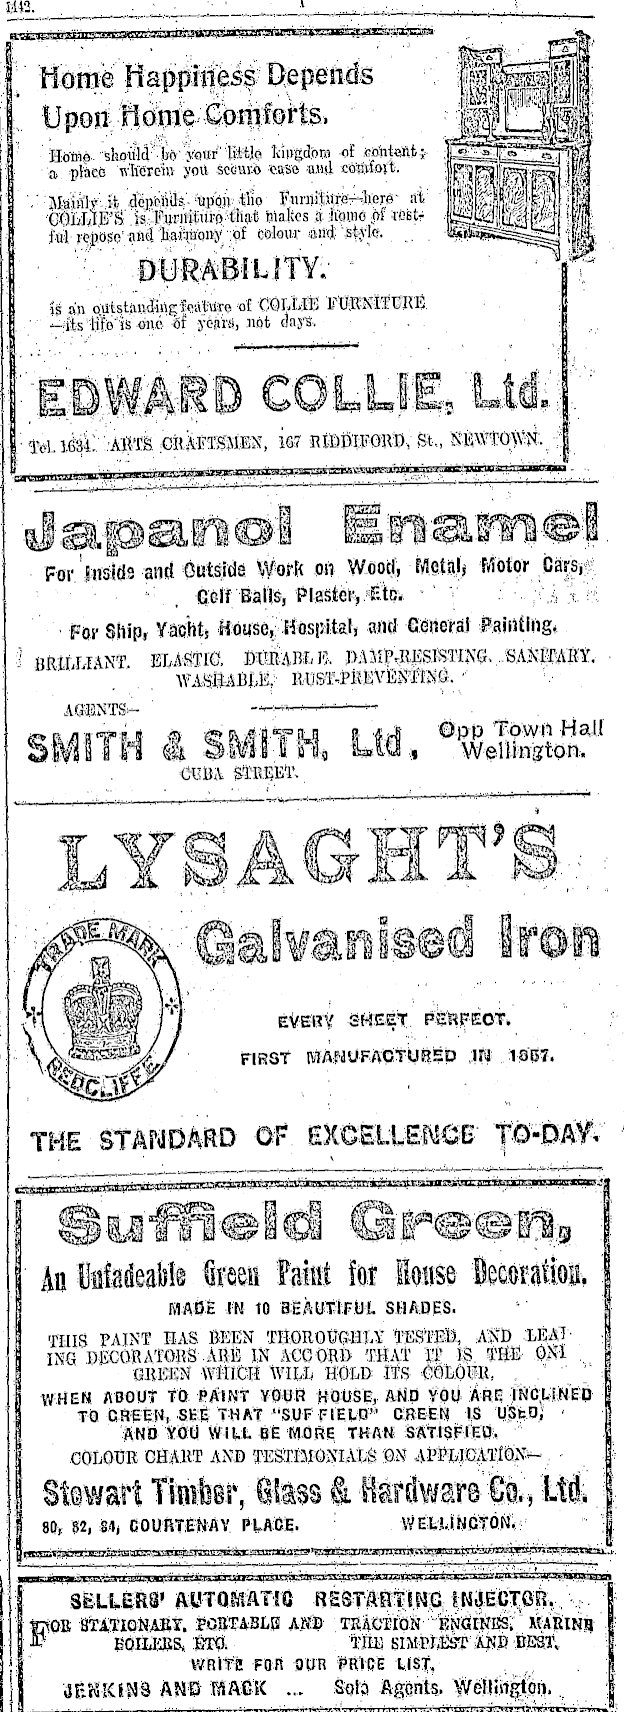 1442.
Home Happiness Depends
Upon Home Comforts.
Home should be your little kingdom of content;
a place wherein you secure ease and comfort.
Mainly it depends upon the Furniture—here at
COLLIE'S is Furniture that makes a home of rest-
ful repose and harmony of colour and style.
DURABILITY.
is an outstanding feature of COLLIE FURNITURE
—its life is one of years, not days.
EDWARD COLLIE, Ltd.
Tel. 1634. ARTS CRAFTSMEN, 167 RIDDIFORD, St., NEWTOWN.
Japanol Enamel
For Inside and Outside Work on Wood, Metal, Motor Cars,
Golf Balls, Plaster, Etc.
For Ship, Yacht, House, Hospital, and General Painting.
BRILLIANT. ELASTIC. DURABLE. DAMP-RESISTING. SANITARY.
WASHABLE. RUST-PREVENTING.
AGENTS—
SMITH & SMITH, Ltd., Opp Town Hall
Wellington.
CUBA STREET.
LYSAGHT'S
Galvanised Iron
TRADE MARK
REDCLIFFE
EVERY SHEET PERFECT.
FIRST MANUFACTURED IN 1857.
THE STANDARD OF EXCELLENCE TO-DAY.
Suffield Green,
An Unfadeable Green Paint for House Decoration.
MADE IN 10 BEAUTIFUL SHADES.
THIS PAINT HAS BEEN THOROUGHLY TESTED, AND LEAD-
ING DECORATORS ARE IN ACCORD THAT IT IS THE ONL
GREEN WHICH WILL HOLD ITS COLOUR.
WHEN ABOUT TO PAINT YOUR HOUSE, AND YOU ARE INCLINED
TO GREEN, SEE THAT "SUFFIELD" GREEN IS USED,
AND YOU WILL BE MORE THAN SATISFIED.
COLOUR CHART AND TESTIMONIALS ON APPLICATION—
Stewart Timber, Glass & Hardware Co., Ltd.
80, 82, 84, COURTENAY PLACE. WELLINGTON.
SELLERS' AUTOMATIC RESTARTING INJECTOR.
FOR STATIONARY, PORTABLE AND TRACTION ENGINES, MARINE
BOILERS, ETC. THE SIMPLEST AND BEST.
WRITE FOR OUR PRICE LIST.
JENKINS AND MACK ... Sole Agents. Wellington.